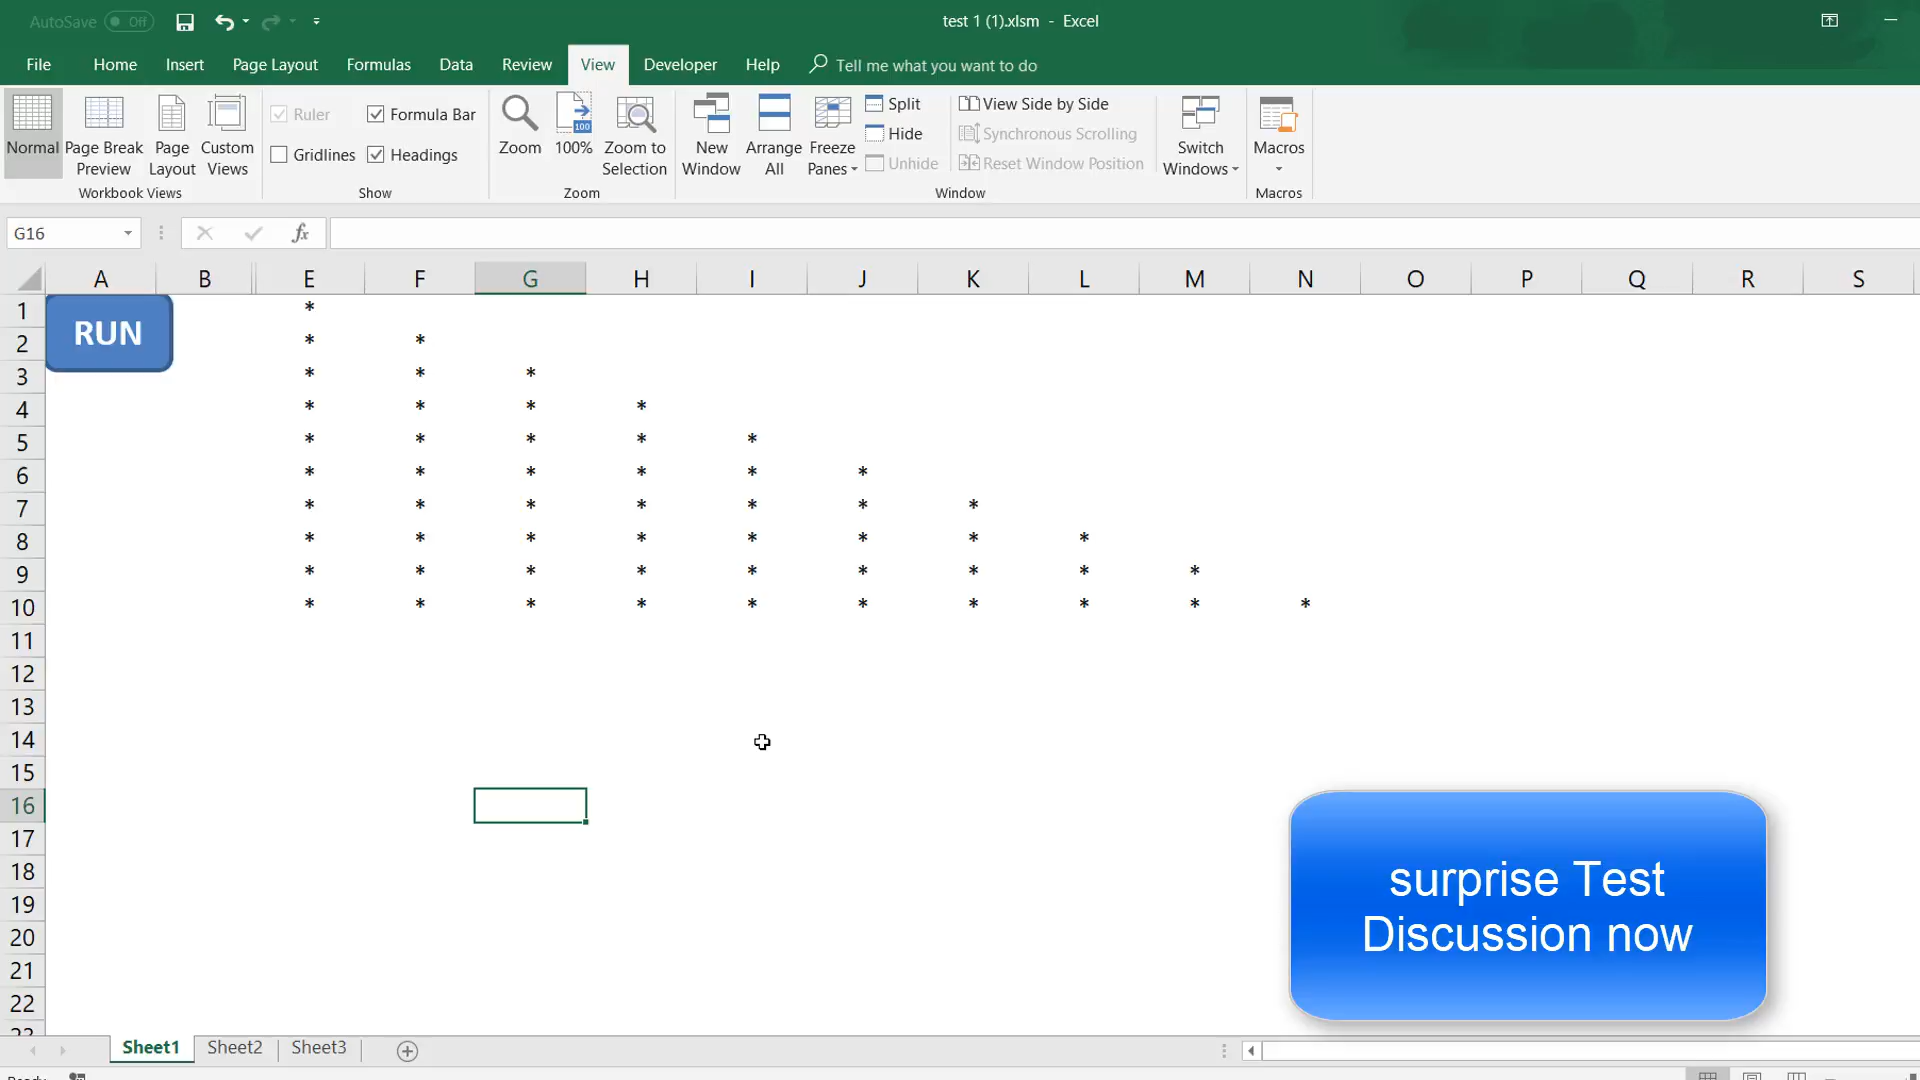 AutoSave Off
test 1 (1).xlsm - Excel
File Home Insert Page Layout Formulas Data Review View Developer Help Tell me what you want to do
Normal
Page Break Preview
Page Layout
Custom Views
Workbook Views
Ruler
Formula Bar
Gridlines
Headings
Show
Zoom
100
100%
Zoom to Selection
Zoom
New Window
Arrange All
Freeze Panes
Split
Hide
Unhide
View Side by Side
Synchronous Scrolling
Reset Window Position
Window
Switch Windows
Macros
Macros
G16
fx
A B E F G H I J K L M N O P Q R S
RUN
1 *
2 * *
3 * * *
4 * * * *
5 * * * * *
6 * * * * * *
7 * * * * * * *
8 * * * * * * * *
9 * * * * * * * * *
10 * * * * * * * * * *
11
12
13
14
15
16
17
18
19
20
21
22
23
surprise Test
Discussion now
Sheet1 Sheet2 Sheet3
Ready